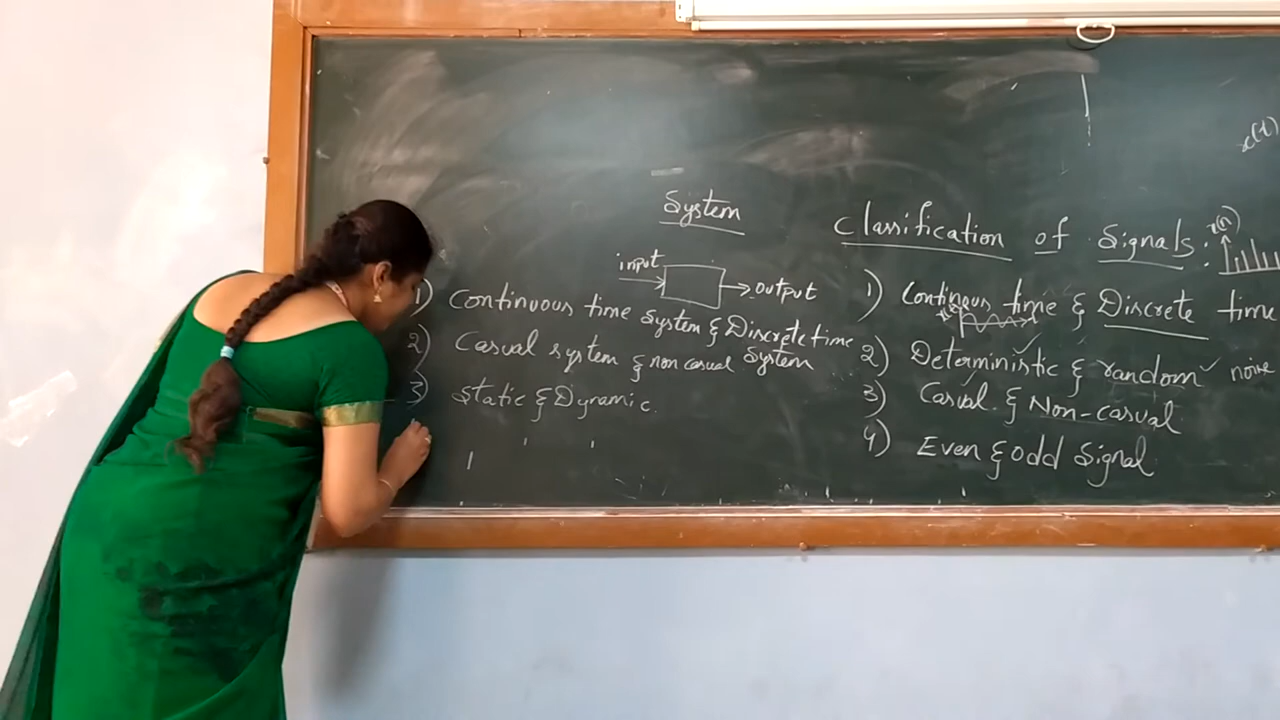 System
input
output
1) Continuous time System & Discrete time
2) Casual system & non casual System
3) Static & Dynamic.
Classification of Signals:
x(n)
x(t)
1) Continous time & Discrete time
x(t)
2) Deterministic & random noise
3) Casual & Non-casual
4) Even & odd Signal